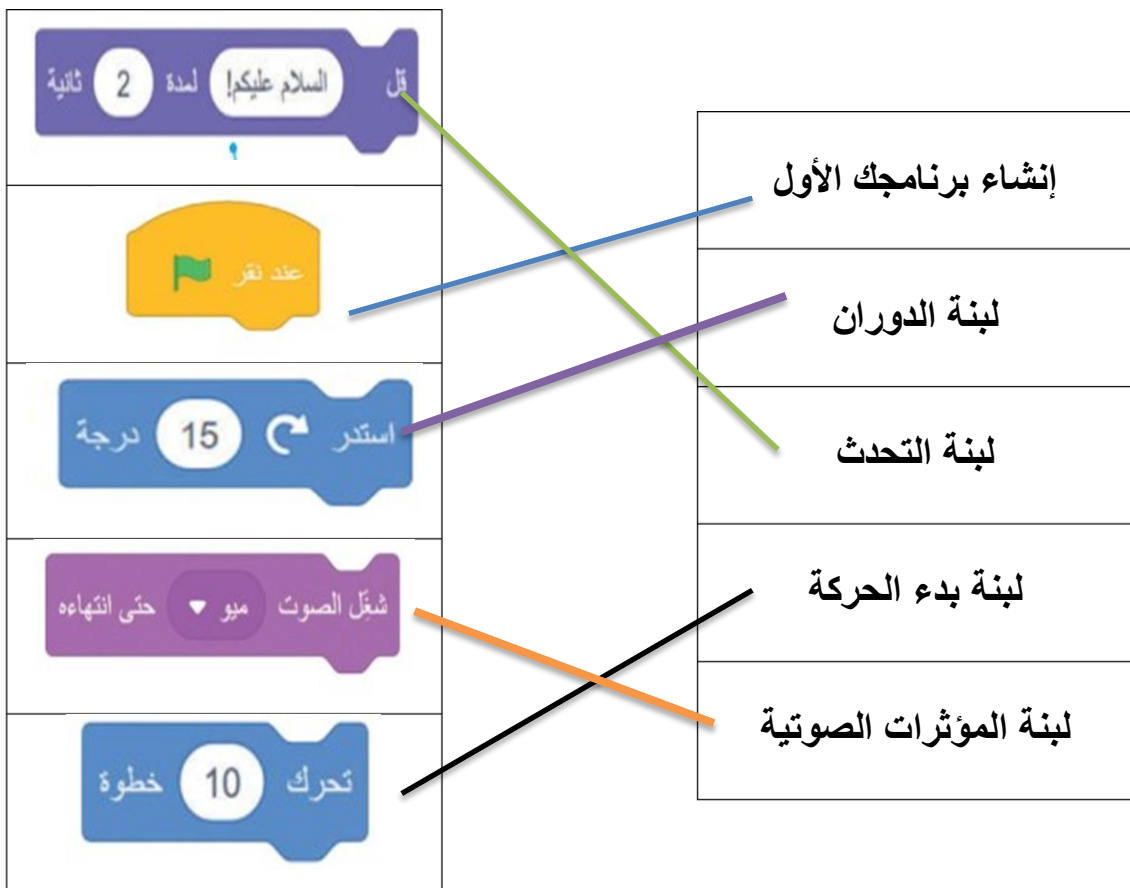 إنشاء برنامجك الأول
لبنة الدوران
لبنة التحدث
لبنة بدء الحركة
لبنة المؤثرات الصوتية
قل السلام عليكم! لمدة 2 ثانية
عند نقر
استدر 15 درجة
شغّل الصوت ميو حتى انتهاءه
تحرك 10 خطوة